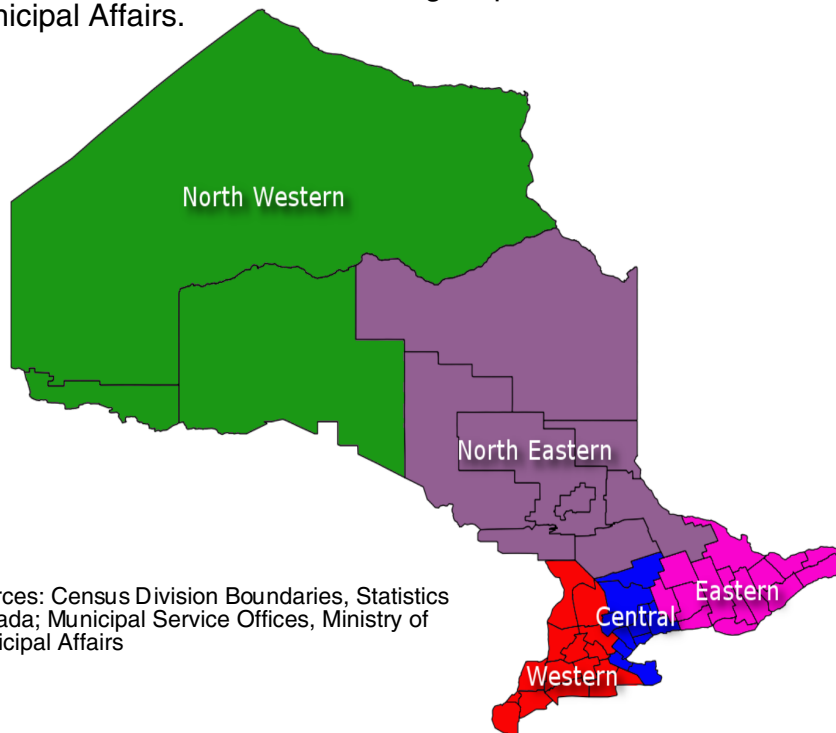 nicipal Affairs.
North Western
North Eastern
Eastern
Central
Western
rces: Census Division Boundaries, Statistics
ada; Municipal Service Offices, Ministry of
icipal Affairs